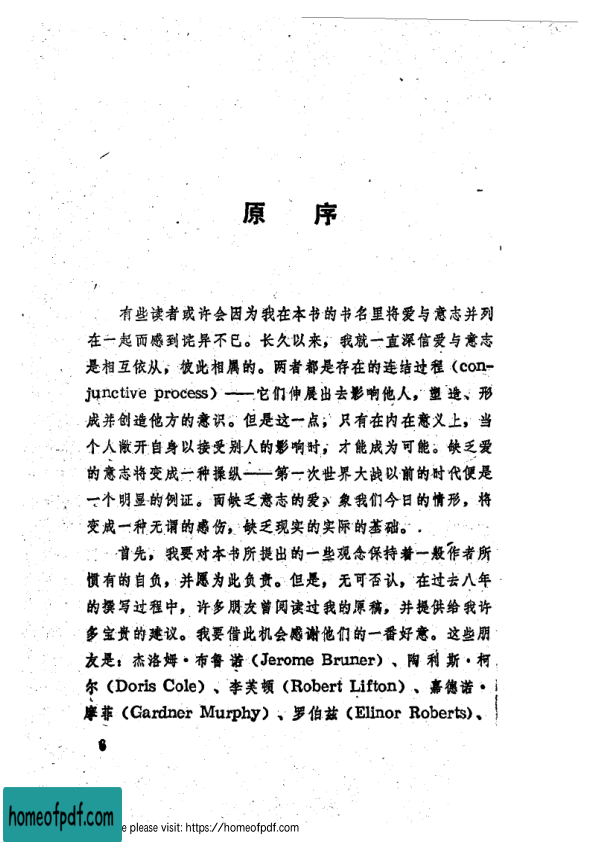 原 序
有些读者或许会因为我在本书的书名里将爱与意志并列
在一起而感到诧异不已。长久以来，我就一直深信爱与意志
是相互依从，彼此相属的。两者都是存在的连结过程（con-
junctive process）——它们伸展出去影响他人，塑造、形
成并创造他方的意识。但是这一点，只有在内在意义上，当
个人敞开自身以接受别人的影响时，才能成为可能。缺乏爱
的意志将变成一种操纵——第一次世界大战以前的时代便是
一个明显的例证。而缺乏意志的爱，象我们今日的情形，将
变成一种无谓的感伤，缺乏现实的实际的基础。
首先，我要对本书所提出的一些观念保持着一般作者所
惯有的自负，并愿为此负责。但是，无可否认，在过去八年
的撰写过程中，许多朋友曾阅读过我的原稿，并提供给我许
多宝贵的建议。我要借此机会感谢他们的一番好意。这些朋
友是：杰洛姆·布鲁诺（Jerome Bruner）、陶利斯·柯
尔（Doris Cole）、李芙顿（Robert Lifton）、嘉德诺·
摩菲（Gardner Murphy）、罗伯兹（Elinor Roberts）、
6
homeofpdf.com
e please visit: https://homeofpdf.com